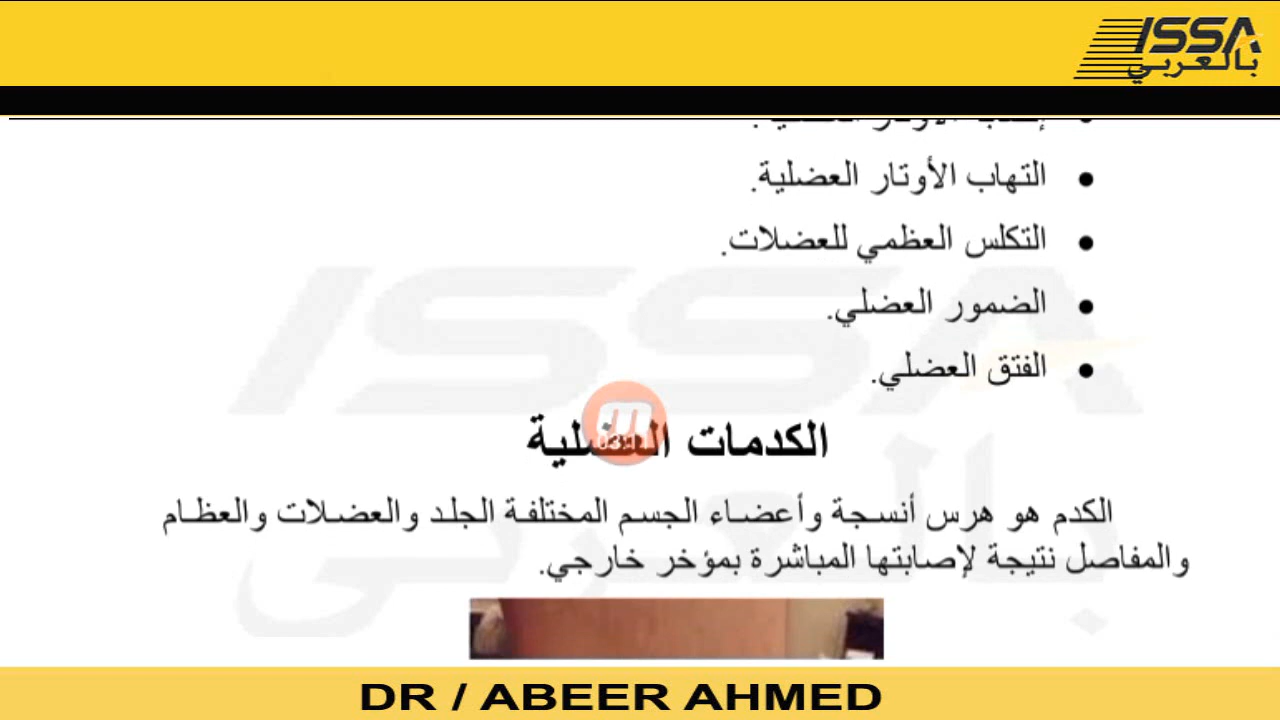 ISSA
بالعربي
التهاب الأوتار العضلية.
التكلس العظمي للعضلات.
الضمور العضلي.
الفتق العضلي.
الكدمات العضلية
الكدم هو هرس أنسجة وأعضاء الجسم المختلفة الجلد والعضلات والعظام
والمفاصل نتيجة لإصابتها المباشرة بمؤخر خارجي.
DR / ABEER AHMED